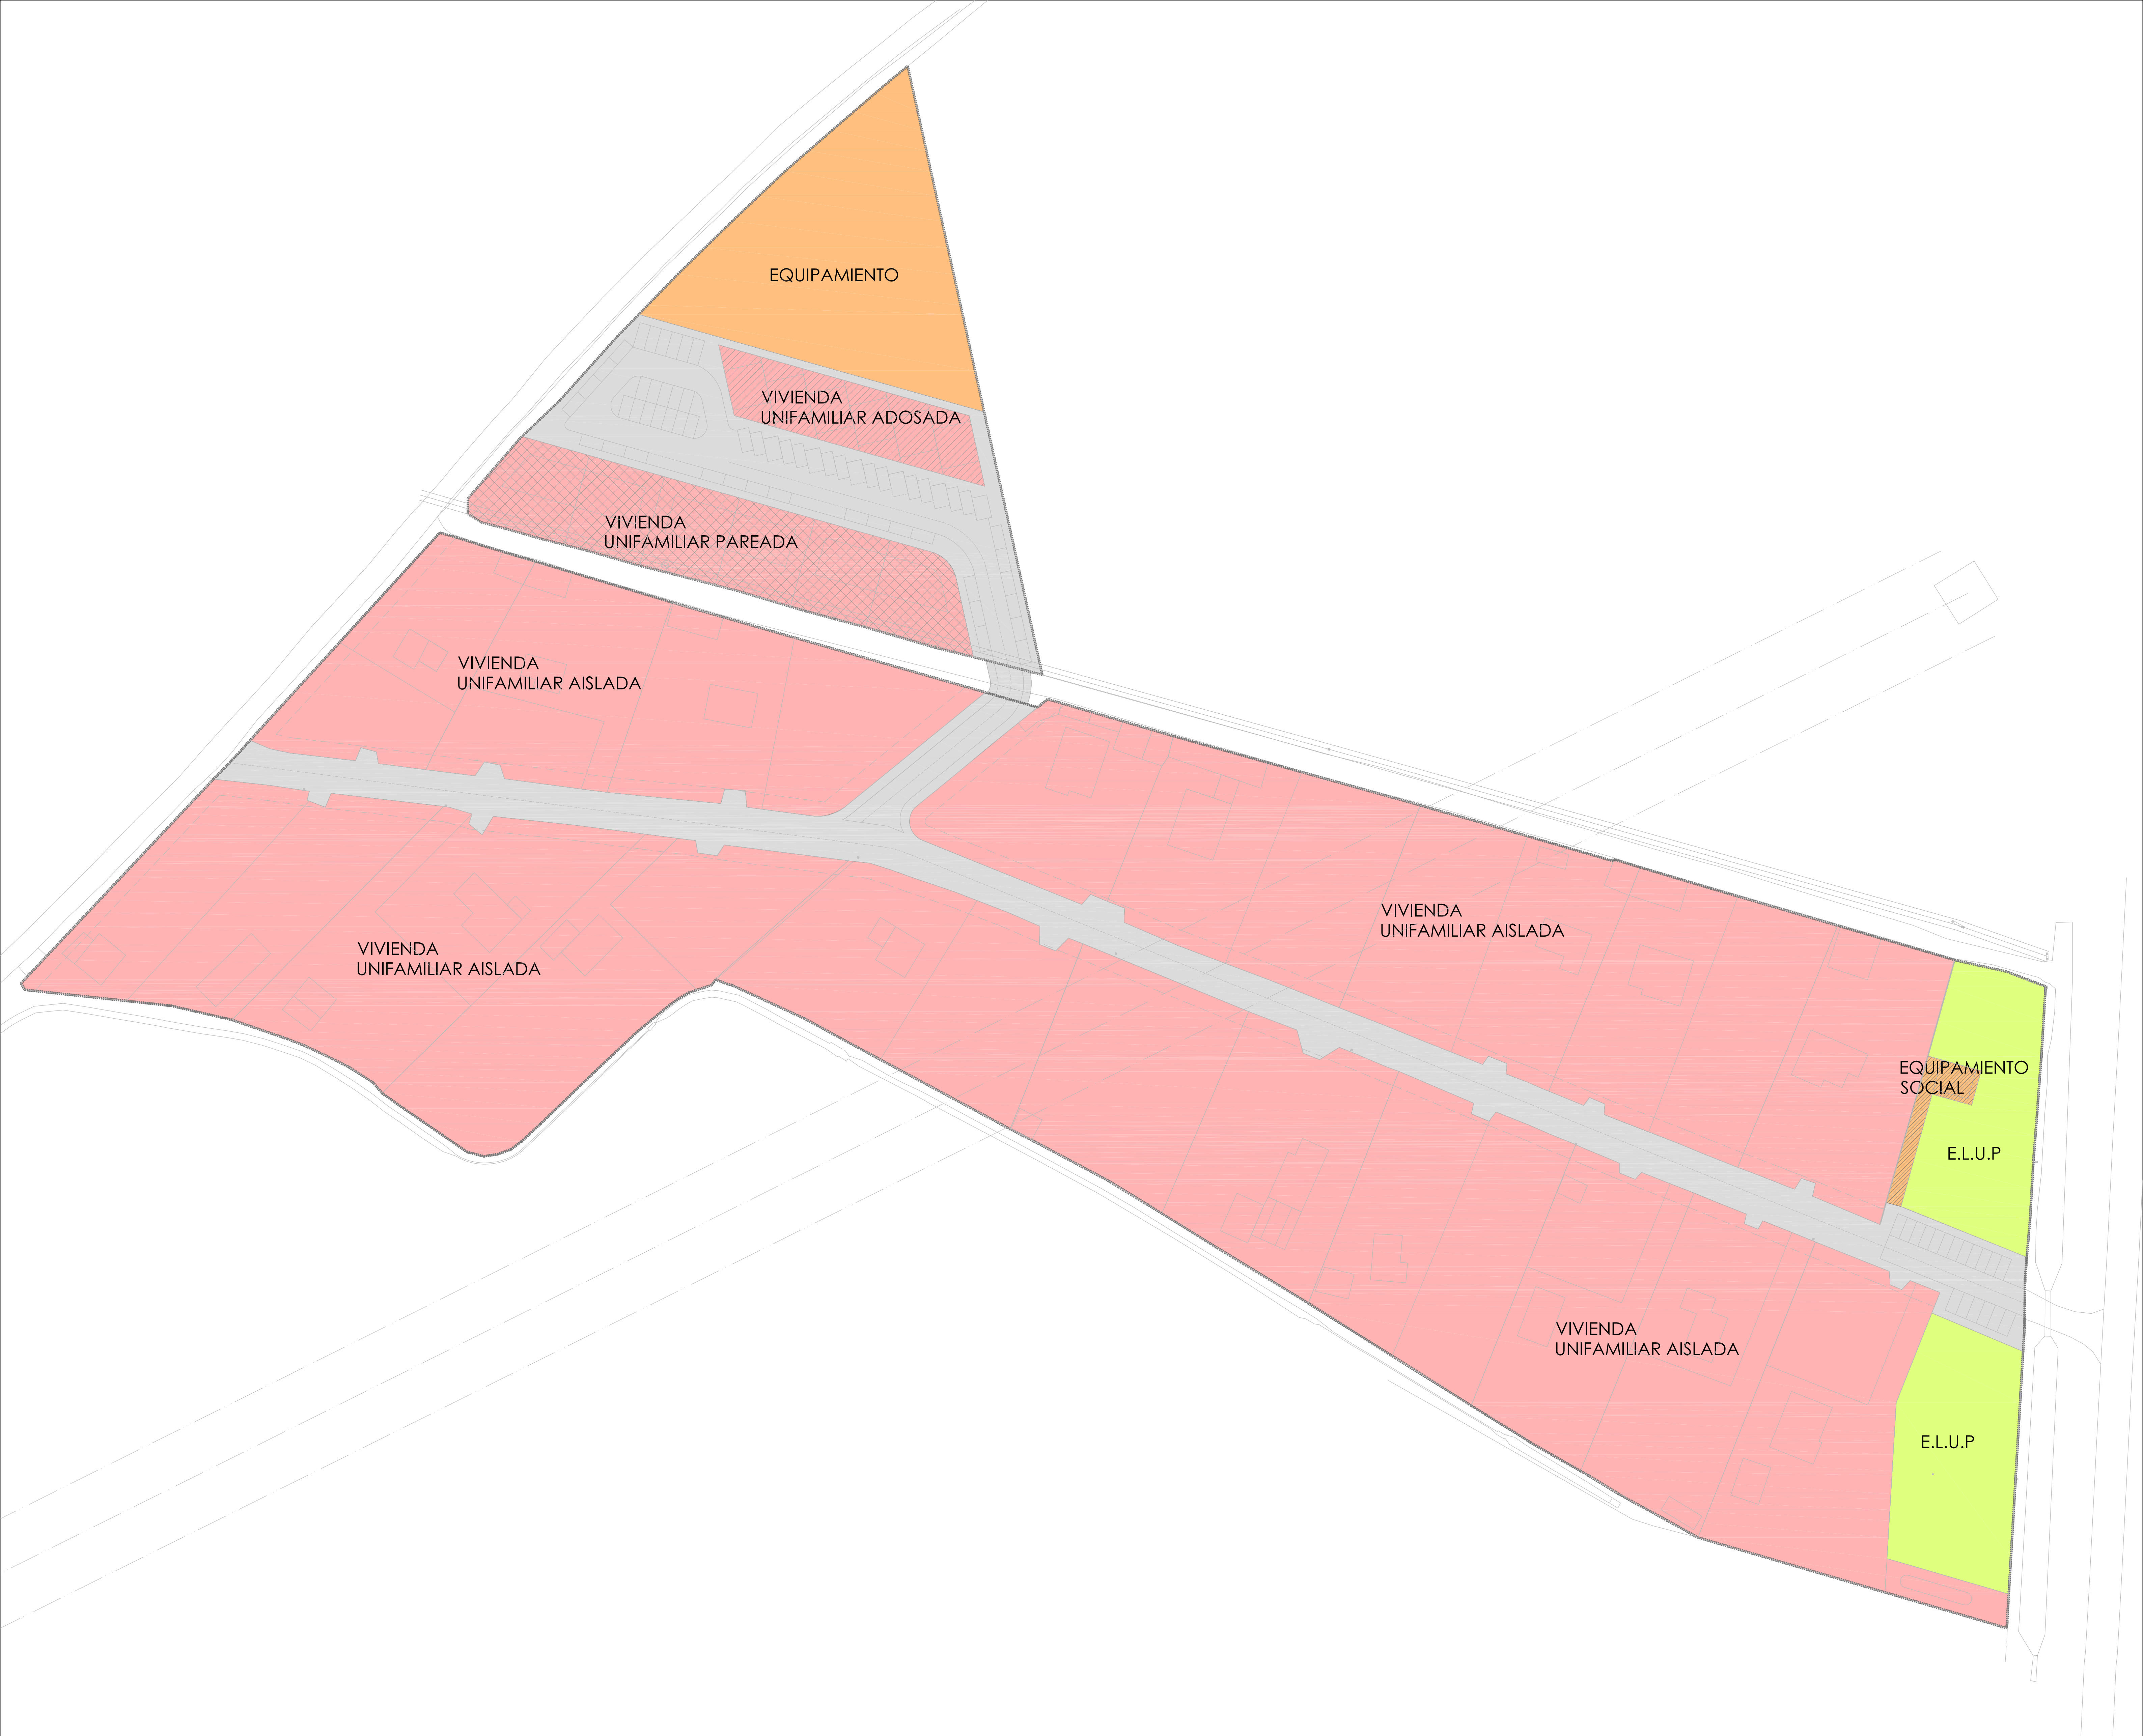 EQUIPAMIENTO
VIVIENDA
UNIFAMILIAR ADOSADA
VIVIENDA
UNIFAMILIAR PAREADA
VIVIENDA
UNIFAMILIAR AISLADA
VIVIENDA
UNIFAMILIAR AISLADA
VIVIENDA
UNIFAMILIAR AISLADA
EQUIPAMIENTO
SOCIAL
E.L.U.P
VIVIENDA
UNIFAMILIAR AISLADA
E.L.U.P